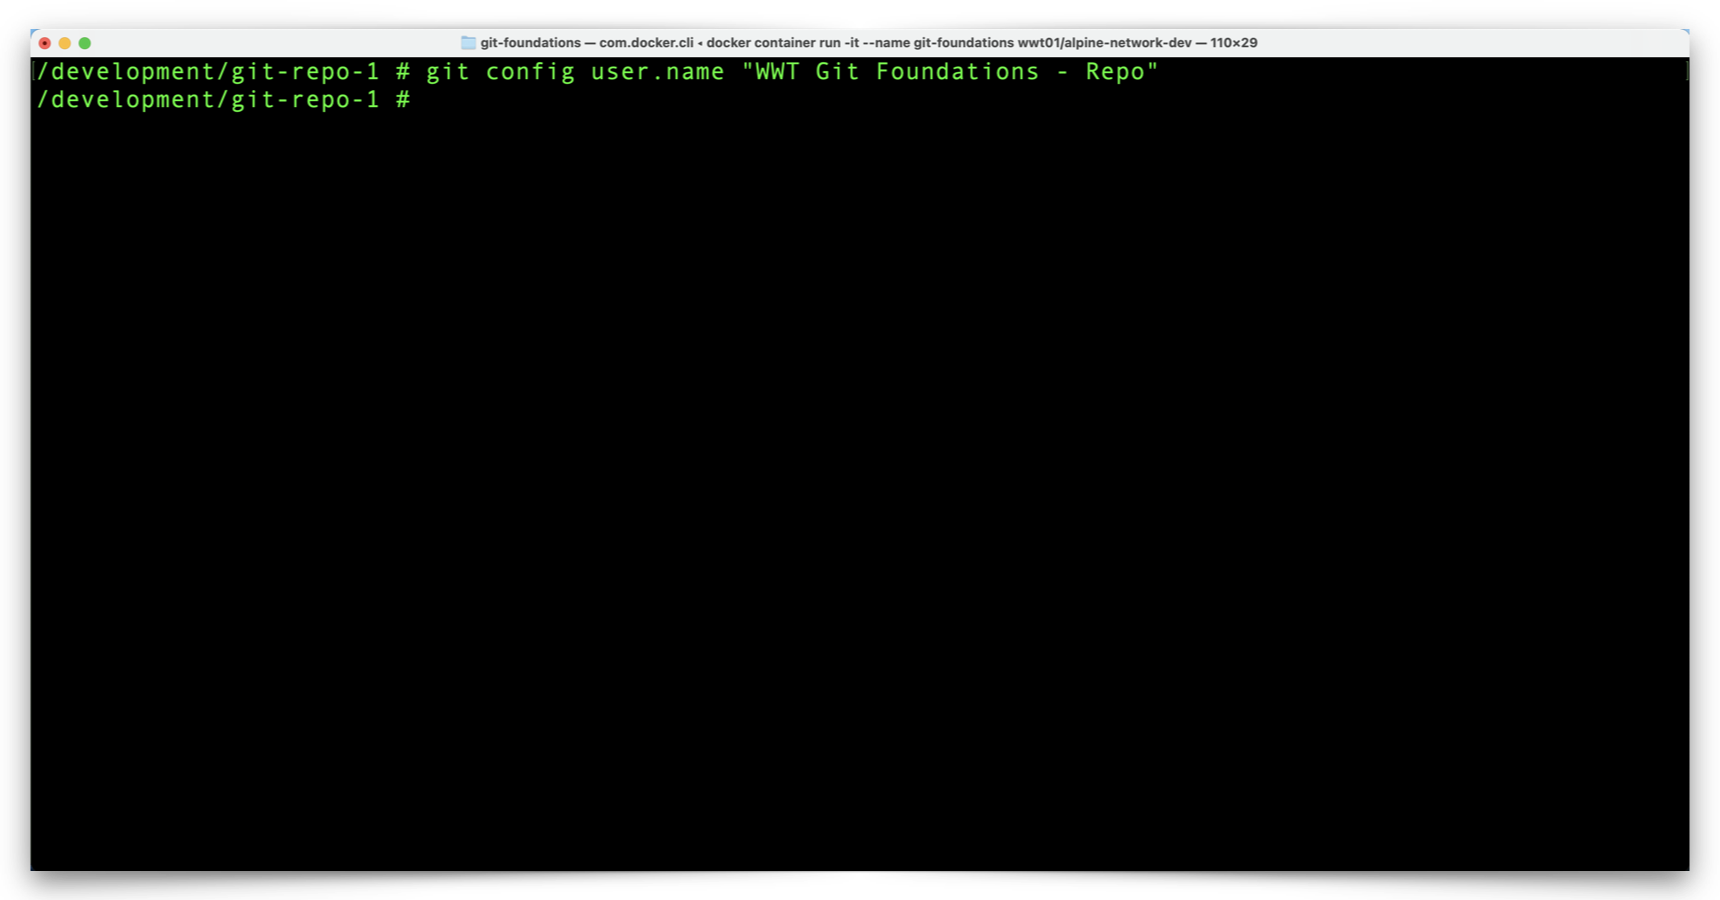 git-foundations — com.docker.cli ◂ docker container run -it --name git-foundations wwt01/alpine-network-dev — 110×29
/development/git-repo-1 # git config user.name "WWT Git Foundations - Repo"
/development/git-repo-1 #